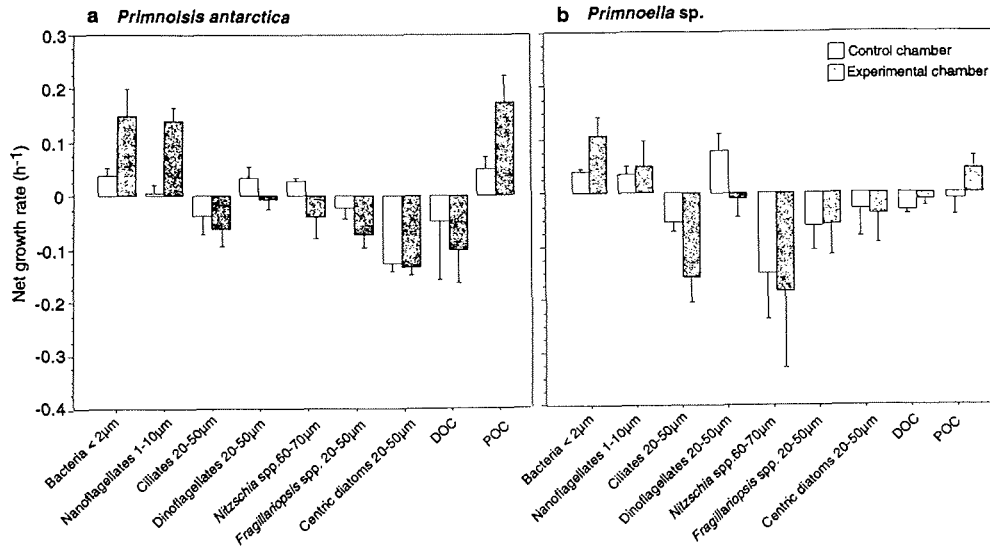 a Primnoisis antarctica
b Primnoella sp.
Control chamber
Experimental chamber
Net growth rate (h⁻¹)
0.3
0.2
0.1
0
-0.1
-0.2
-0.3
-0.4
Bacteria < 2µm
Nanoflagellates 1-10µm
Ciliates 20-50µm
Dinoflagellates 20-50µm
Nitzschia spp.60-70µm
Fragillariopsis spp. 20-50µm
Centric diatoms 20-50µm
DOC
POC
Bacteria < 2µm
Nanoflagellates 1-10µm
Ciliates 20-50µm
Dinoflagellates 20-50µm
Nitzschia spp.60-70µm
Fragillariopsis spp. 20-50µm
Centric diatoms 20-50µm
DOC
POC